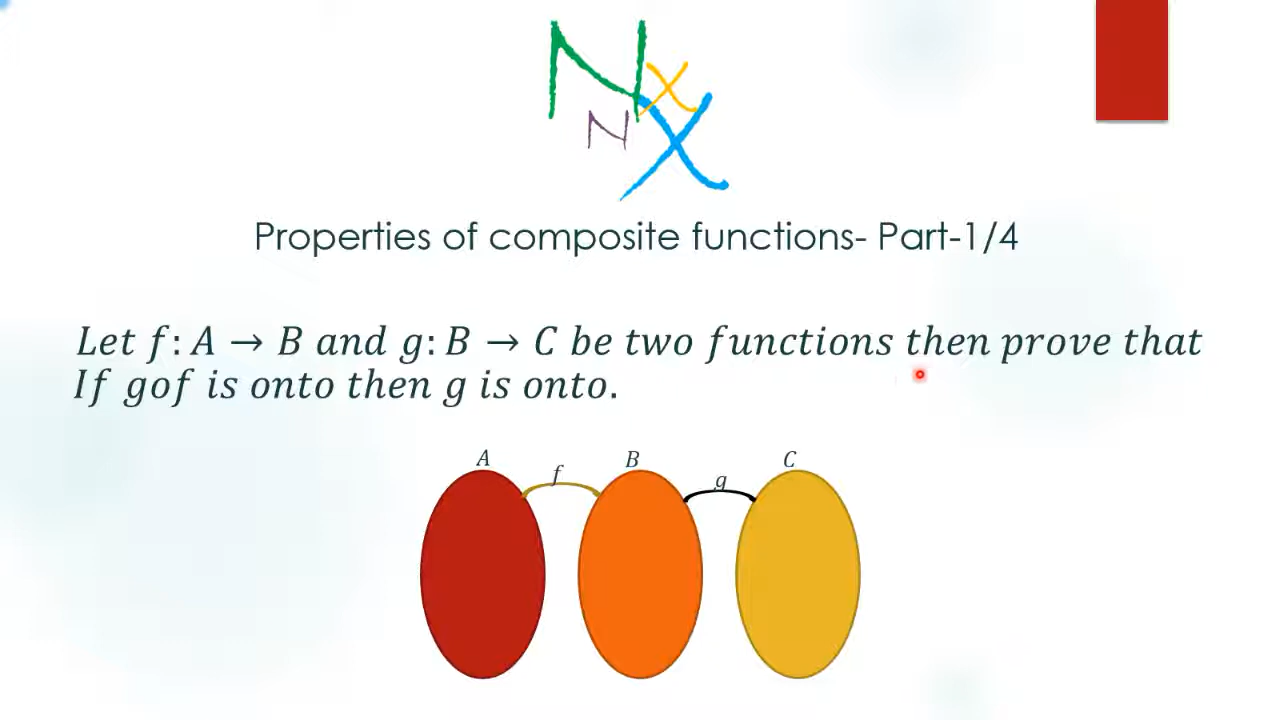 N x
N X
Properties of composite functions- Part-1/4
Let f: A → B and g: B → C be two functions then prove that
If gof is onto then g is onto.
A f B g C